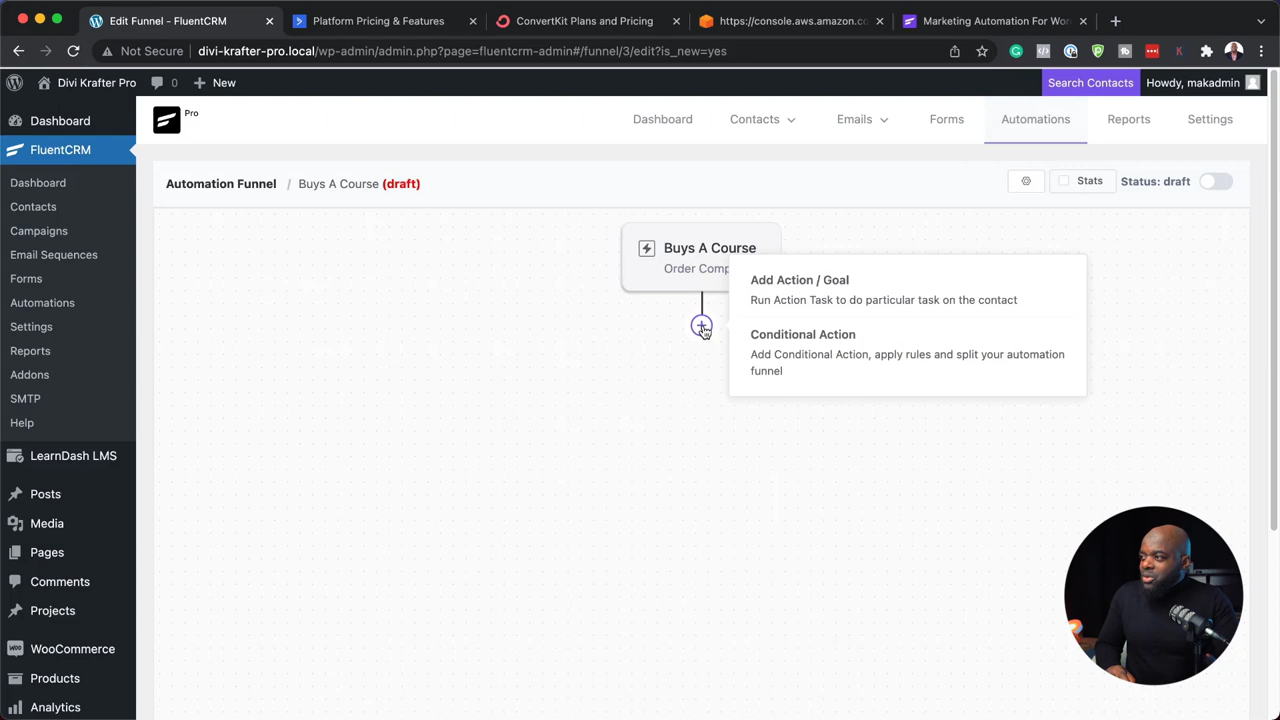 Edit Funnel - FluentCRM
Platform Pricing & Features
ConvertKit Plans and Pricing
https://console.aws.amazon.co
Marketing Automation For Wor
Not Secure
divi-krafter-pro.local/wp-admin/admin.php?page=fluentcrm-admin#/funnel/3/edit?is_new=yes
Divi Krafter Pro
0
New
Search Contacts
Howdy, makadmin
Dashboard
FluentCRM
Dashboard
Contacts
Campaigns
Email Sequences
Forms
Automations
Settings
Reports
Addons
SMTP
Help
LearnDash LMS
Posts
Media
Pages
Comments
Projects
WooCommerce
Products
Analytics
Pro
Dashboard
Contacts
Emails
Forms
Automations
Reports
Settings
Automation Funnel / Buys A Course (draft)
Stats
Status: draft
Buys A Course
Order Comp
Add Action / Goal
Run Action Task to do particular task on the contact
Conditional Action
Add Conditional Action, apply rules and split your automation
funnel